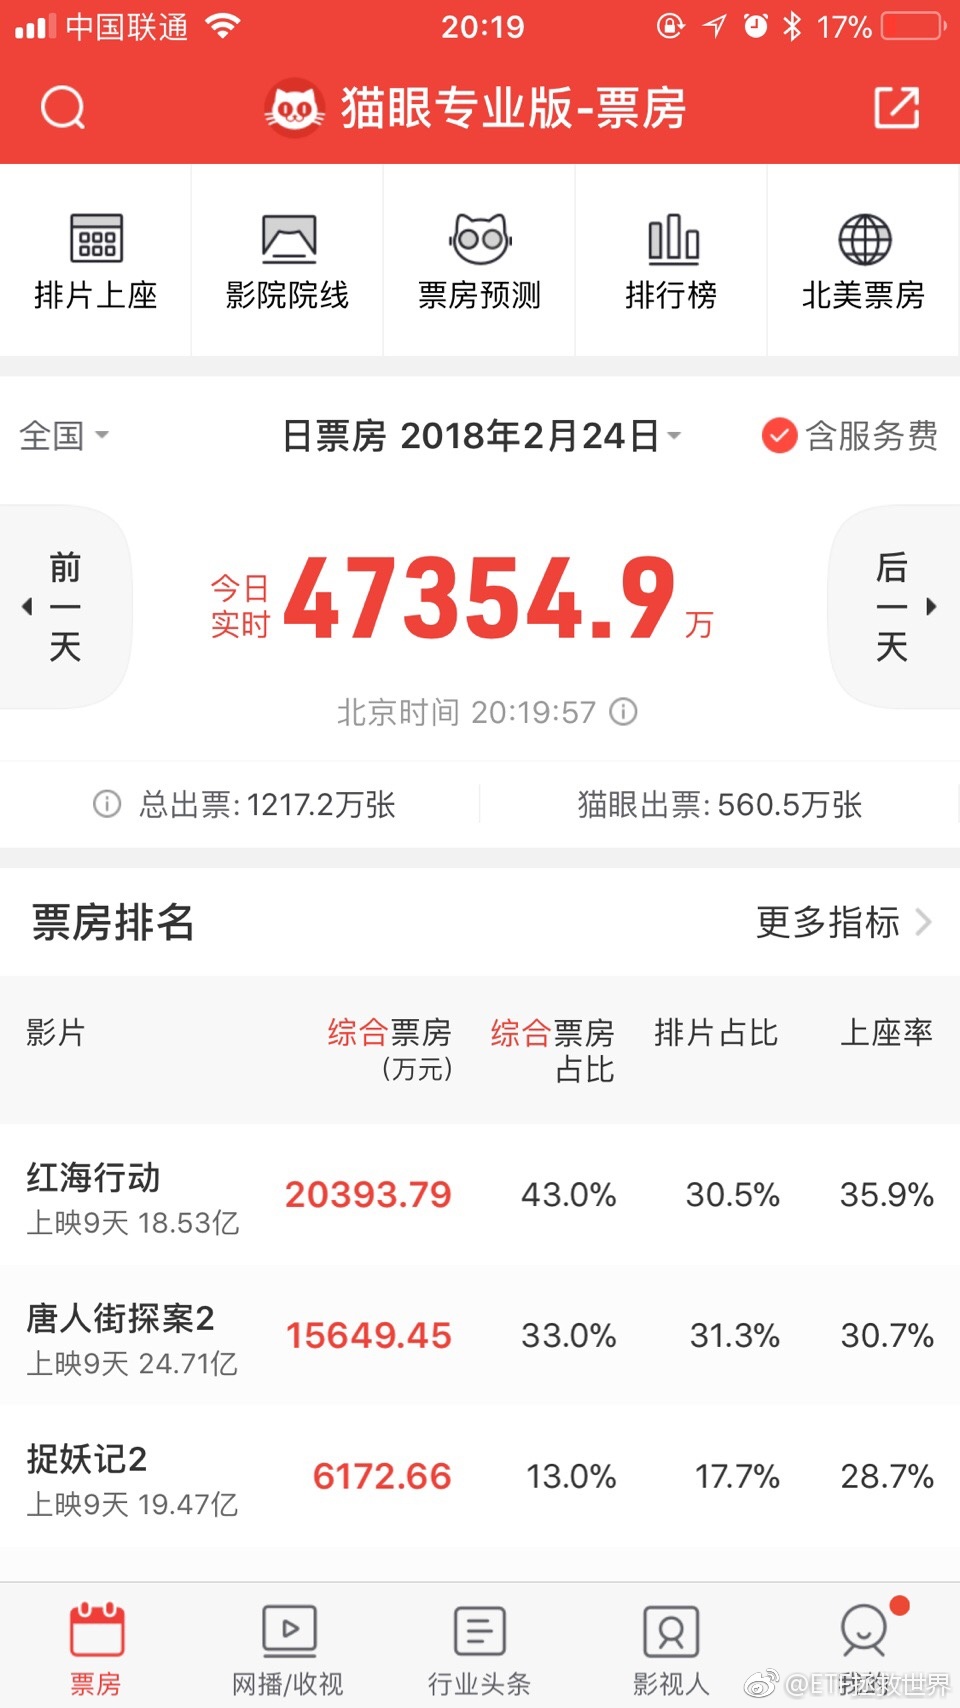 中国联通 20:19 17%
猫眼专业版-票房
排片上座 影院院线 票房预测 排行榜 北美票房
全国 日票房 2018年2月24日 含服务费
前一天 今日实时 47354.9 万 后一天
北京时间 20:19:57
总出票:1217.2万张 猫眼出票:560.5万张
票房排名 更多指标
影片 综合票房(万元) 综合票房占比 排片占比 上座率
红海行动 20393.79 43.0% 30.5% 35.9%
上映9天 18.53亿
唐人街探案2 15649.45 33.0% 31.3% 30.7%
上映9天 24.71亿
捉妖记2 6172.66 13.0% 17.7% 28.7%
上映9天 19.47亿
票房 网播/收视 行业头条 影视人 我的
@ET拯救世界